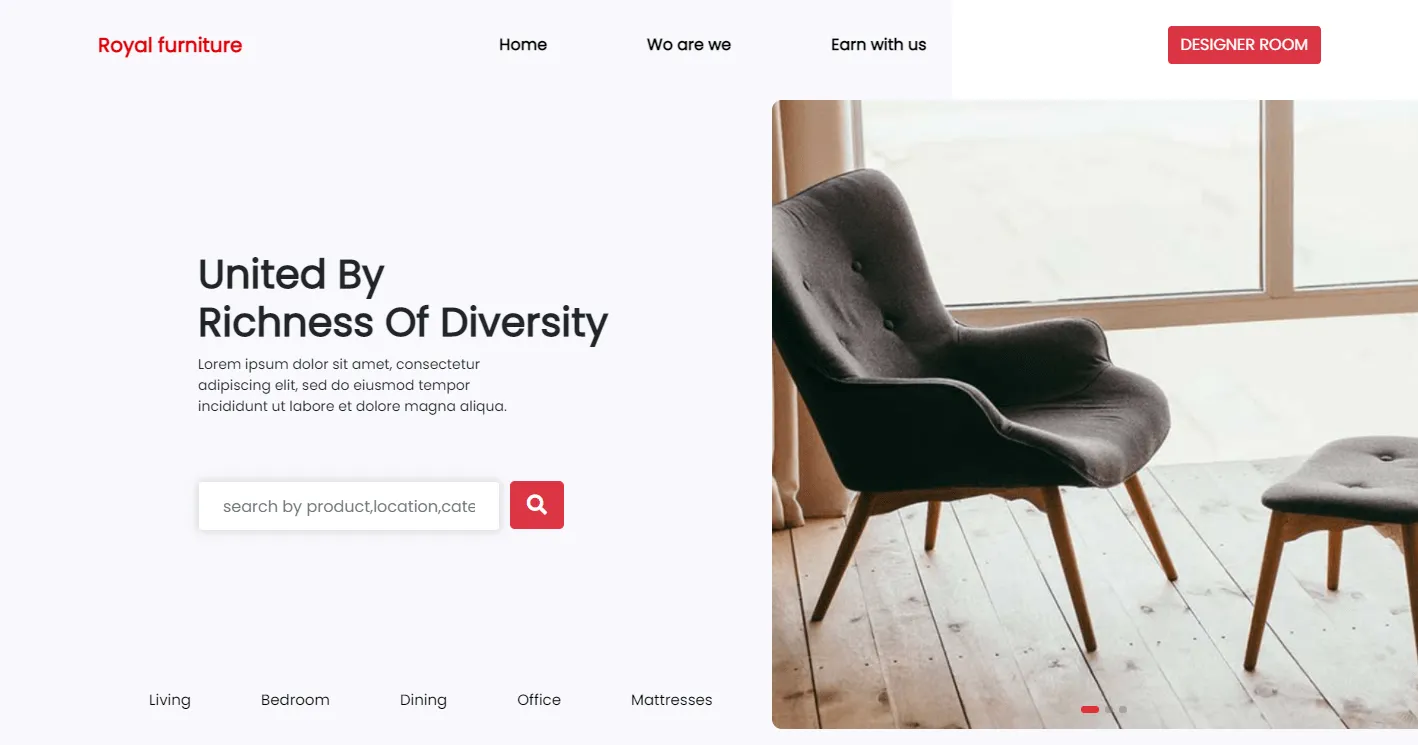 Royal furniture
Home
Wo are we
Earn with us
DESIGNER ROOM
United By
Richness Of Diversity
Lorem ipsum dolor sit amet, consectetur
adipiscing elit, sed do eiusmod tempor
incididunt ut labore et dolore magna aliqua.
search by product,location,cate
Living
Bedroom
Dining
Office
Mattresses